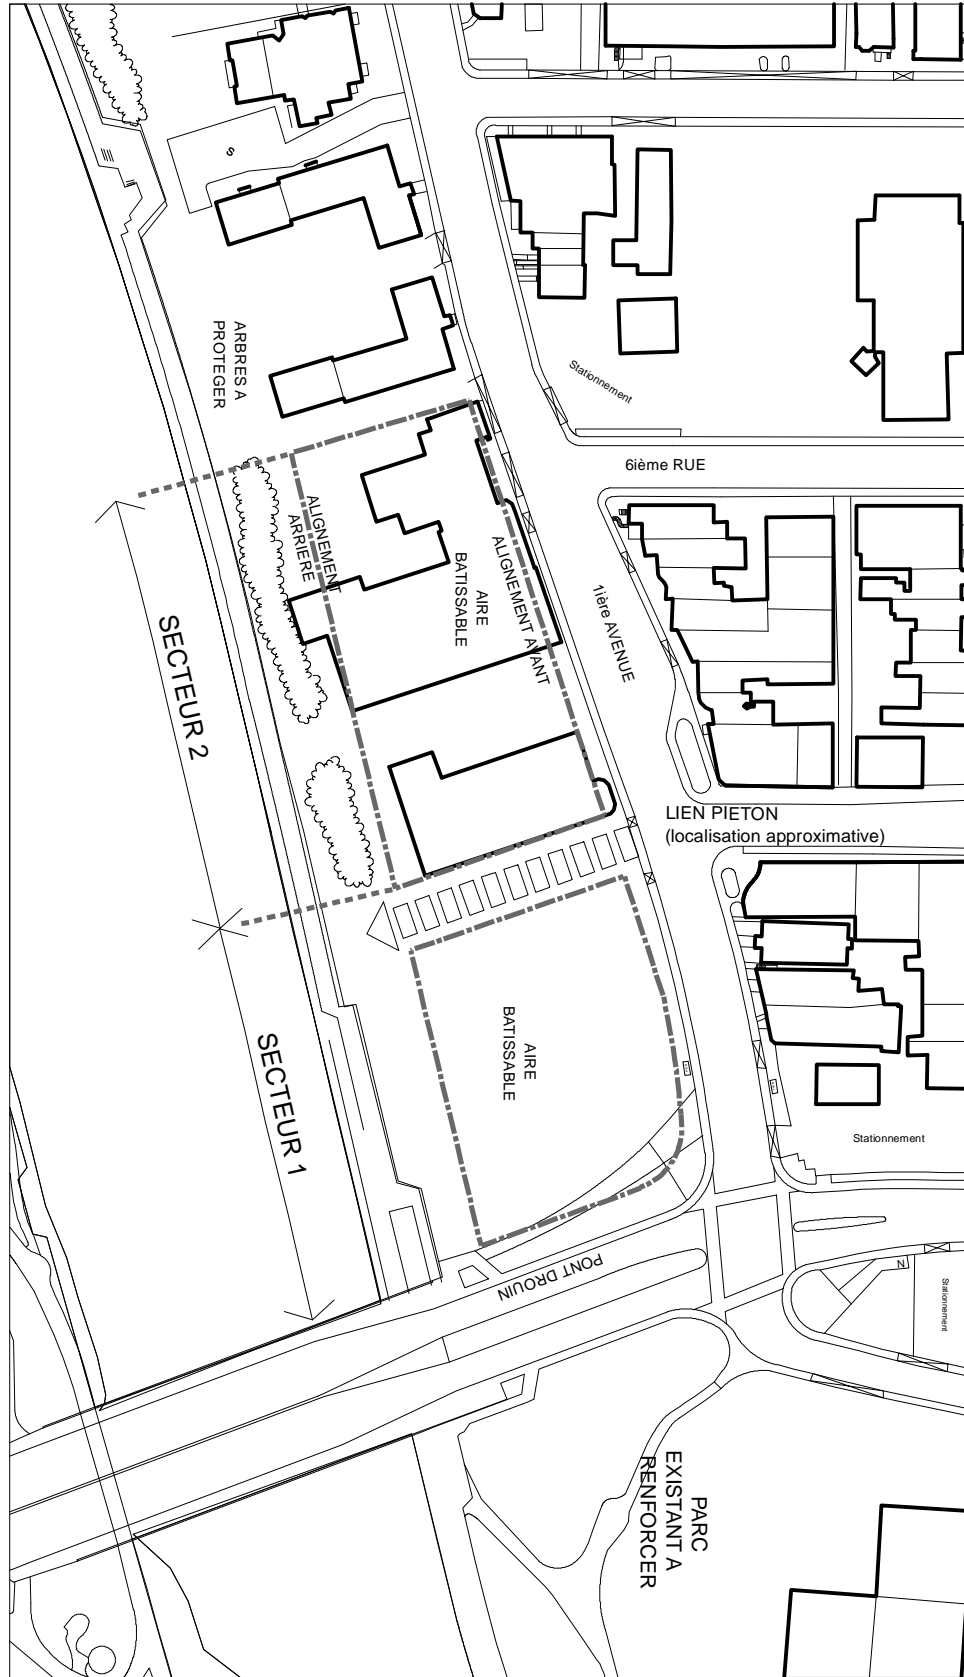 S
ARBRES A
PROTEGER
Stationnement
6ième RUE
ALIGNEMENT
ARRIERE
AIRE
BATISSABLE
ALIGNEMENT AVANT
1ière AVENUE
SECTEUR 2
LIEN PIETON
(localisation approximative)
AIRE
BATISSABLE
SECTEUR 1
Stationnement
PONT DROUIN
N
Stationnement
PARC
EXISTANT A
RENFORCER